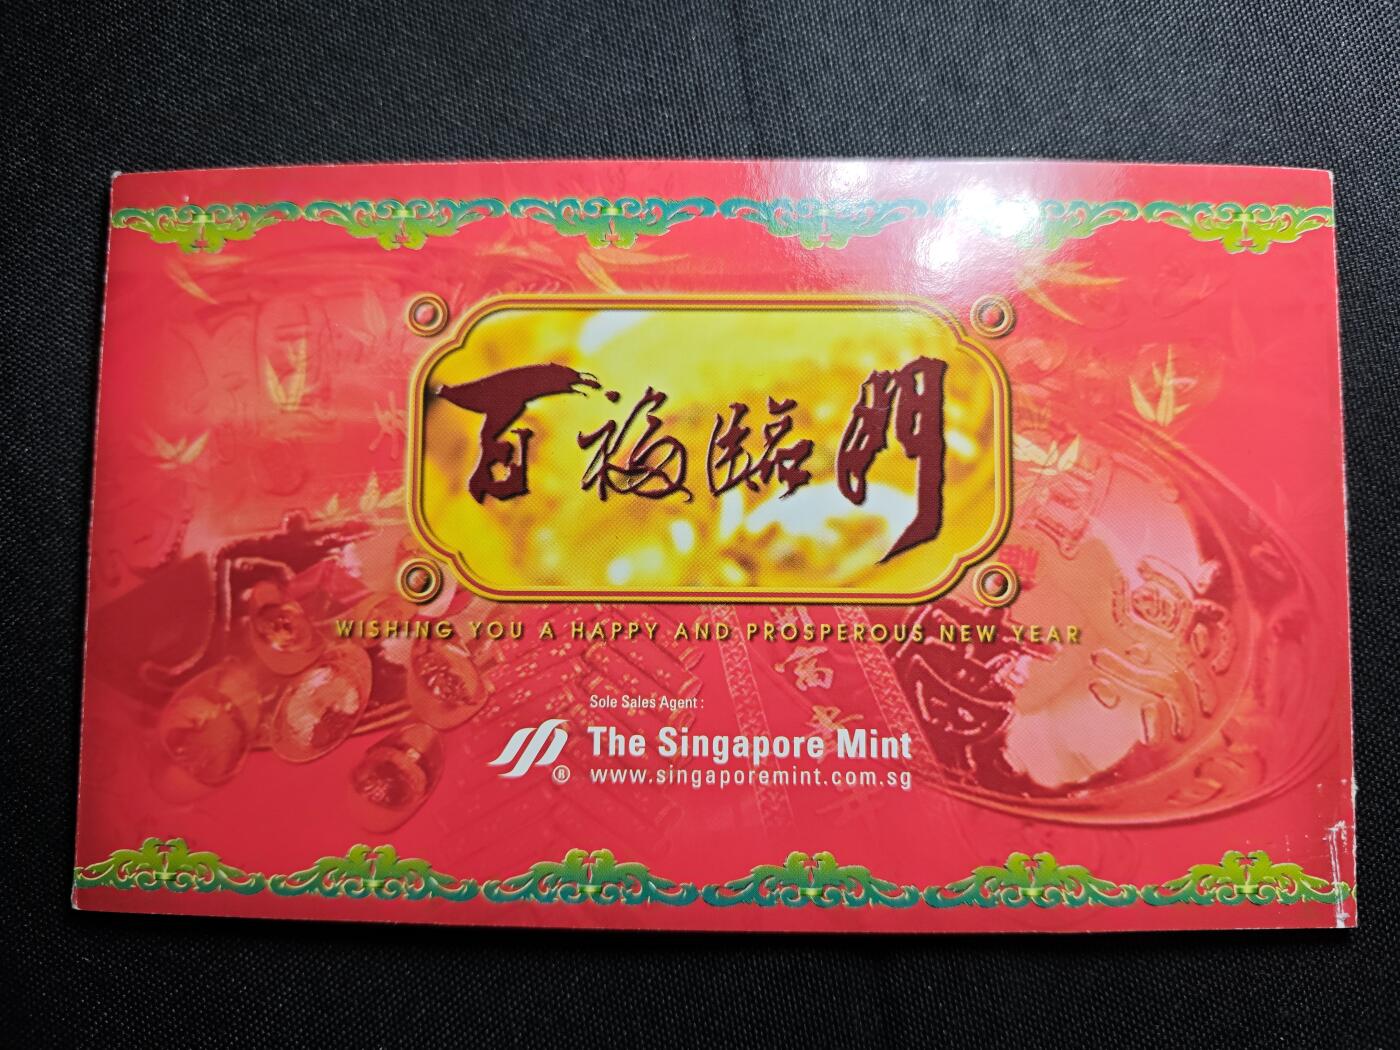 百福臨門
WISHING YOU A HAPPY AND PROSPEROUS NEW YEAR
Sole Sales Agent :
The Singapore Mint
®
www.singaporemint.com.sg